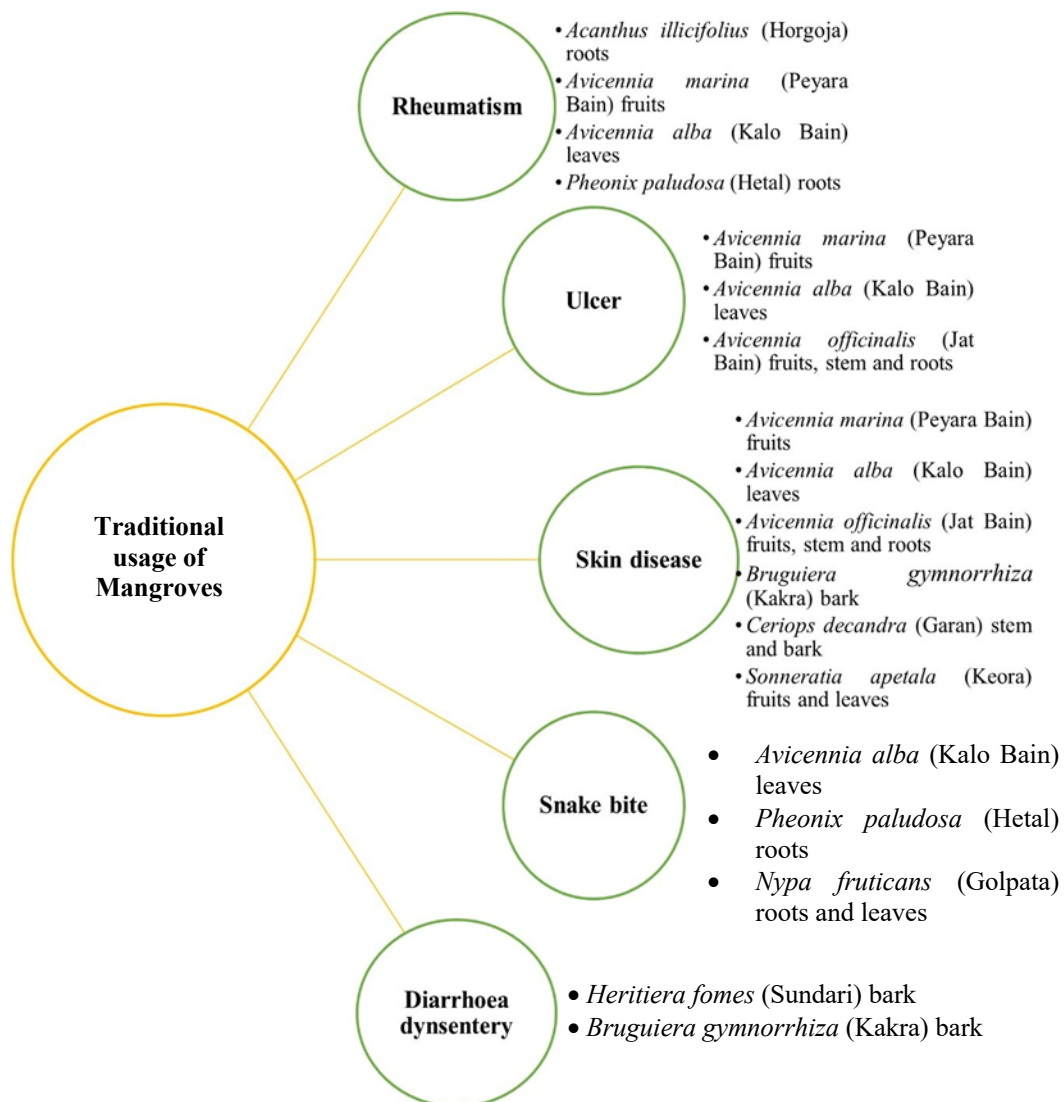 Rheumatism
• Acanthus illicifolius (Horgoja)
roots
• Avicennia marina (Peyara
Bain) fruits
• Avicennia alba (Kalo Bain)
leaves
• Pheonix paludosa (Hetal) roots
Ulcer
• Avicennia marina (Peyara
Bain) fruits
• Avicennia alba (Kalo Bain)
leaves
• Avicennia officinalis (Jat
Bain) fruits, stem and roots
Traditional
usage of
Mangroves
Skin disease
• Avicennia marina (Peyara Bain)
fruits
• Avicennia alba (Kalo Bain)
leaves
• Avicennia officinalis (Jat Bain)
fruits, stem and roots
• Bruguiera gymnorrhiza
(Kakra) bark
• Ceriops decandra (Garan) stem
and bark
• Sonneratia apetala (Keora)
fruits and leaves
Snake bite
• Avicennia alba (Kalo Bain)
leaves
• Pheonix paludosa (Hetal)
roots
• Nypa fruticans (Golpata)
roots and leaves
Diarrhoea
dynsentery
• Heritiera fomes (Sundari) bark
• Bruguiera gymnorrhiza (Kakra) bark